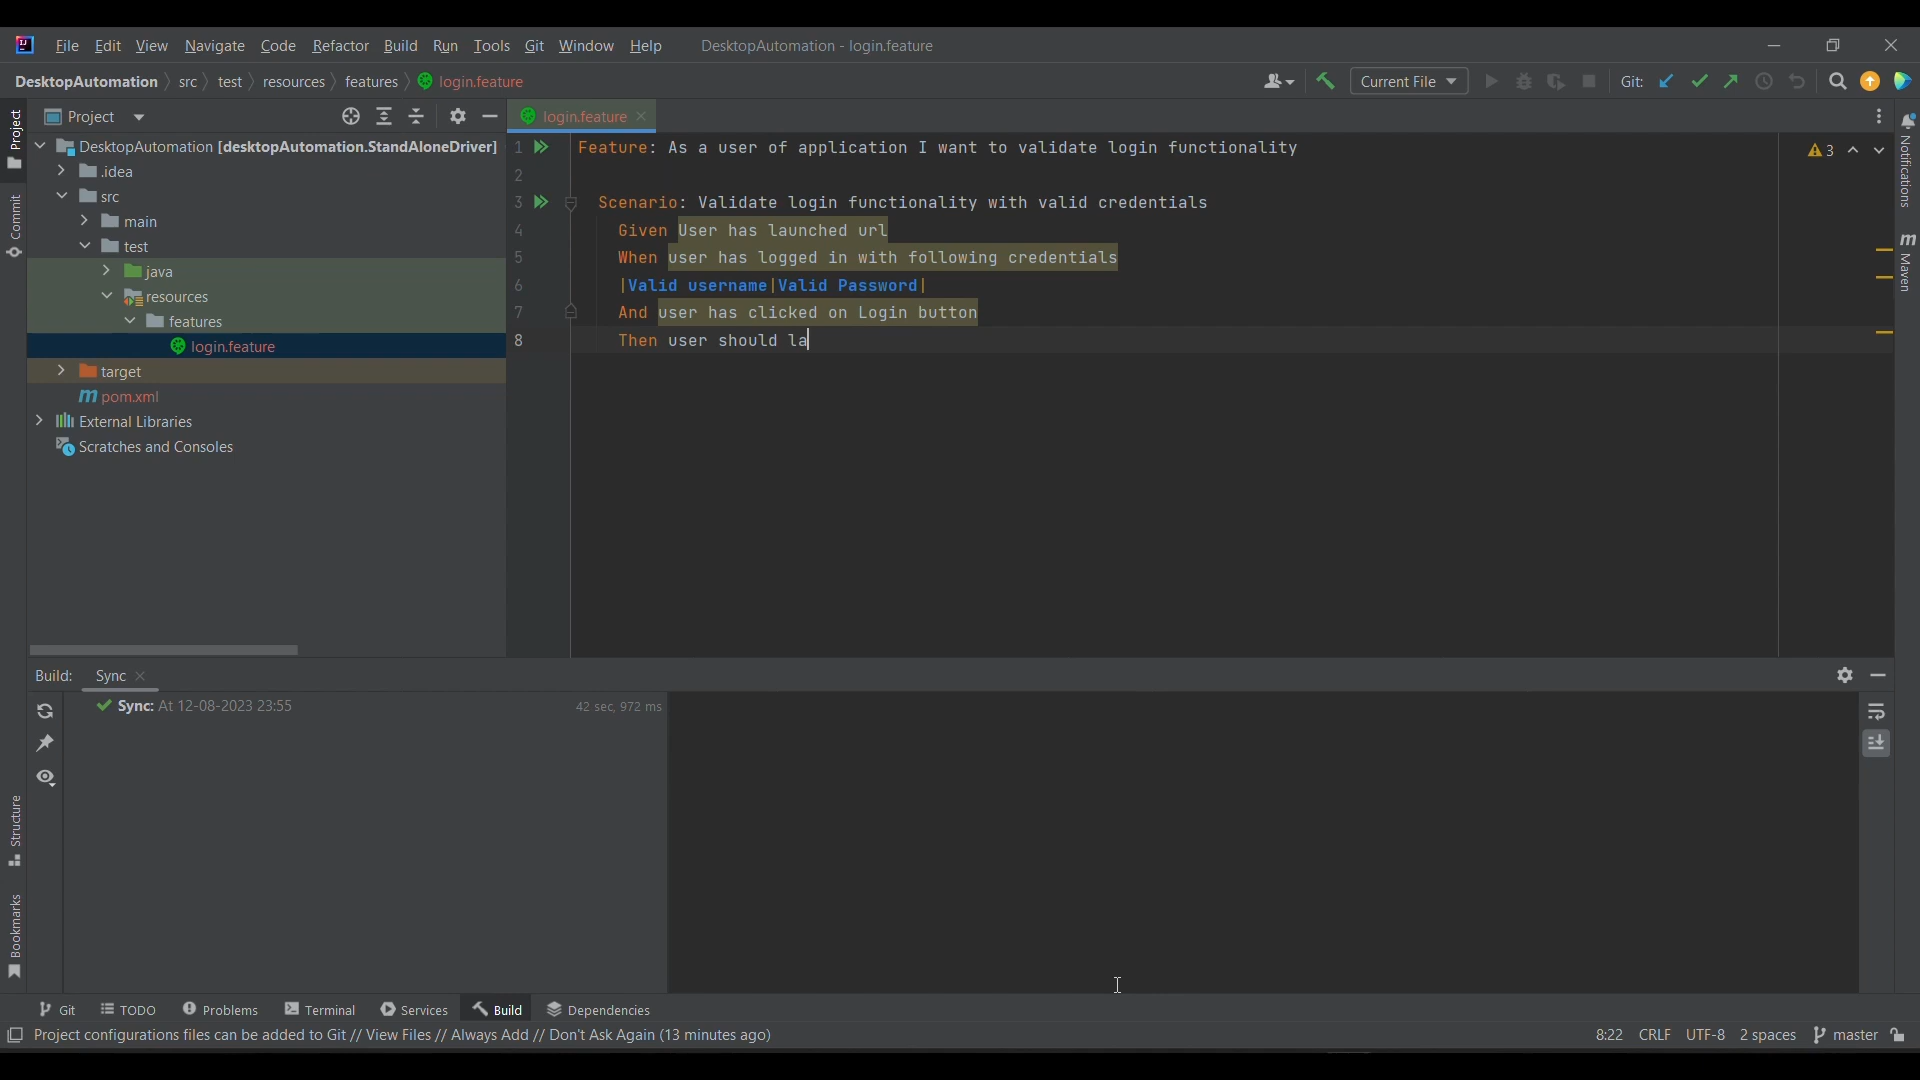 File Edit View Navigate Code Refactor Build Run Tools Git Window Help DesktopAutomation - login.feature
DesktopAutomation src test resources features login.feature Current File Git:
Project
login.feature
Project
Commit
Structure
Bookmarks
DesktopAutomation [desktopAutomation.StandAloneDriver]
.idea
src
main
test
java
resources
features
login.feature
target
pom.xml
External Libraries
Scratches and Consoles
1 Feature: As a user of application I want to validate login functionality
2
3 Scenario: Validate login functionality with valid credentials
4 Given User has launched url
5 When user has logged in with following credentials
6 |Valid username|Valid Password|
7 And user has clicked on Login button
8 Then user should la
3
Notifications
Maven
Build: Sync
Sync: At 12-08-2023 23:55 42 sec, 972 ms
Git TODO Problems Terminal Services Build Dependencies
Project configurations files can be added to Git // View Files // Always Add // Don't Ask Again (13 minutes ago) 8:22 CRLF UTF-8 2 spaces master